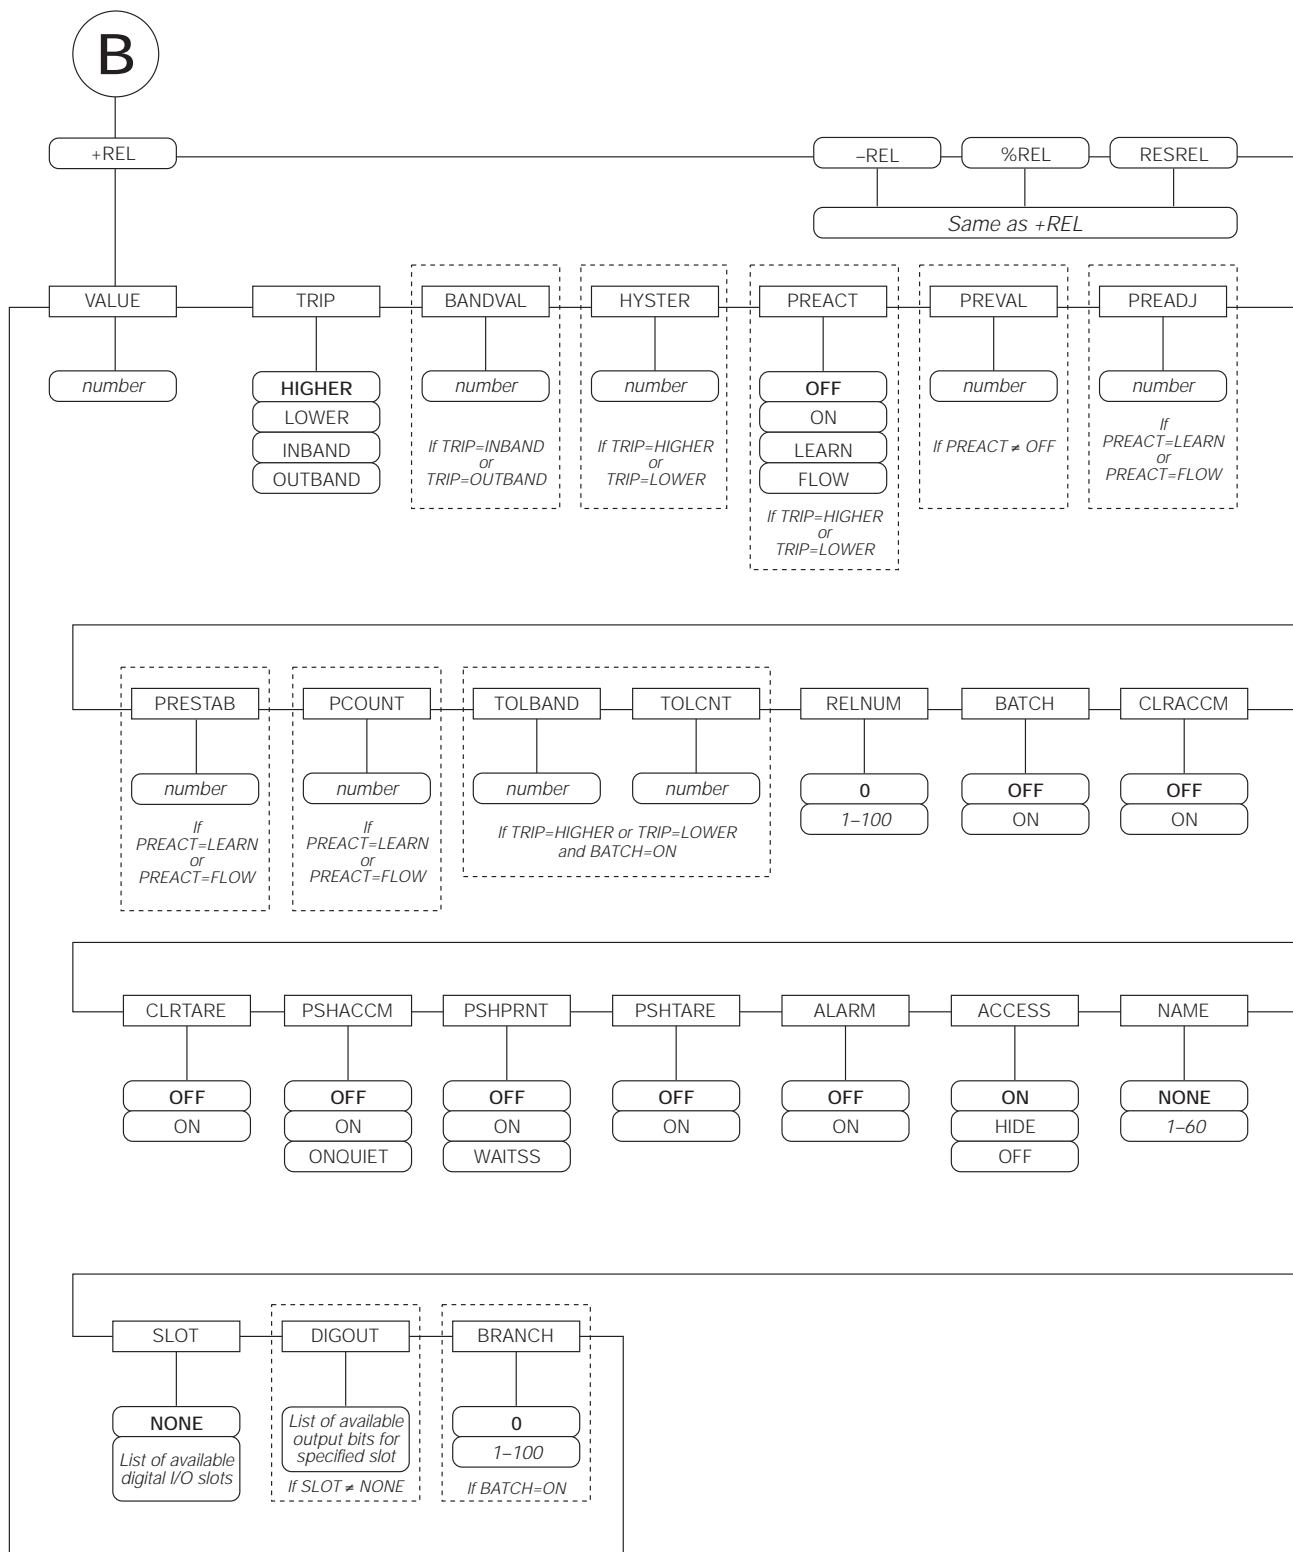 B
+REL
–REL
%REL
RESREL
Same as +REL
VALUE
TRIP
BANDVAL
HYSTER
PREACT
PREVAL
PREADJ
number
HIGHER
LOWER
INBAND
OUTBAND
number
If TRIP=INBAND
or
TRIP=OUTBAND
number
If TRIP=HIGHER
or
TRIP=LOWER
OFF
ON
LEARN
FLOW
If TRIP=HIGHER
or
TRIP=LOWER
number
If PREACT ≠ OFF
number
If
PREACT=LEARN
or
PREACT=FLOW
PRESTAB
PCOUNT
TOLBAND
TOLCNT
RELNUM
BATCH
CLRACCM
number
If
PREACT=LEARN
or
PREACT=FLOW
number
If
PREACT=LEARN
or
PREACT=FLOW
number
number
If TRIP=HIGHER or TRIP=LOWER
and BATCH=ON
0
1–100
OFF
ON
OFF
ON
CLRTARE
PSHACCM
PSHPRNT
PSHTARE
ALARM
ACCESS
NAME
OFF
ON
OFF
ON
ONQUIET
OFF
ON
WAITSS
OFF
ON
OFF
ON
ON
HIDE
OFF
NONE
1–60
SLOT
DIGOUT
BRANCH
NONE
List of available
digital I/O slots
List of available
output bits for
specified slot
If SLOT ≠ NONE
0
1–100
If BATCH=ON